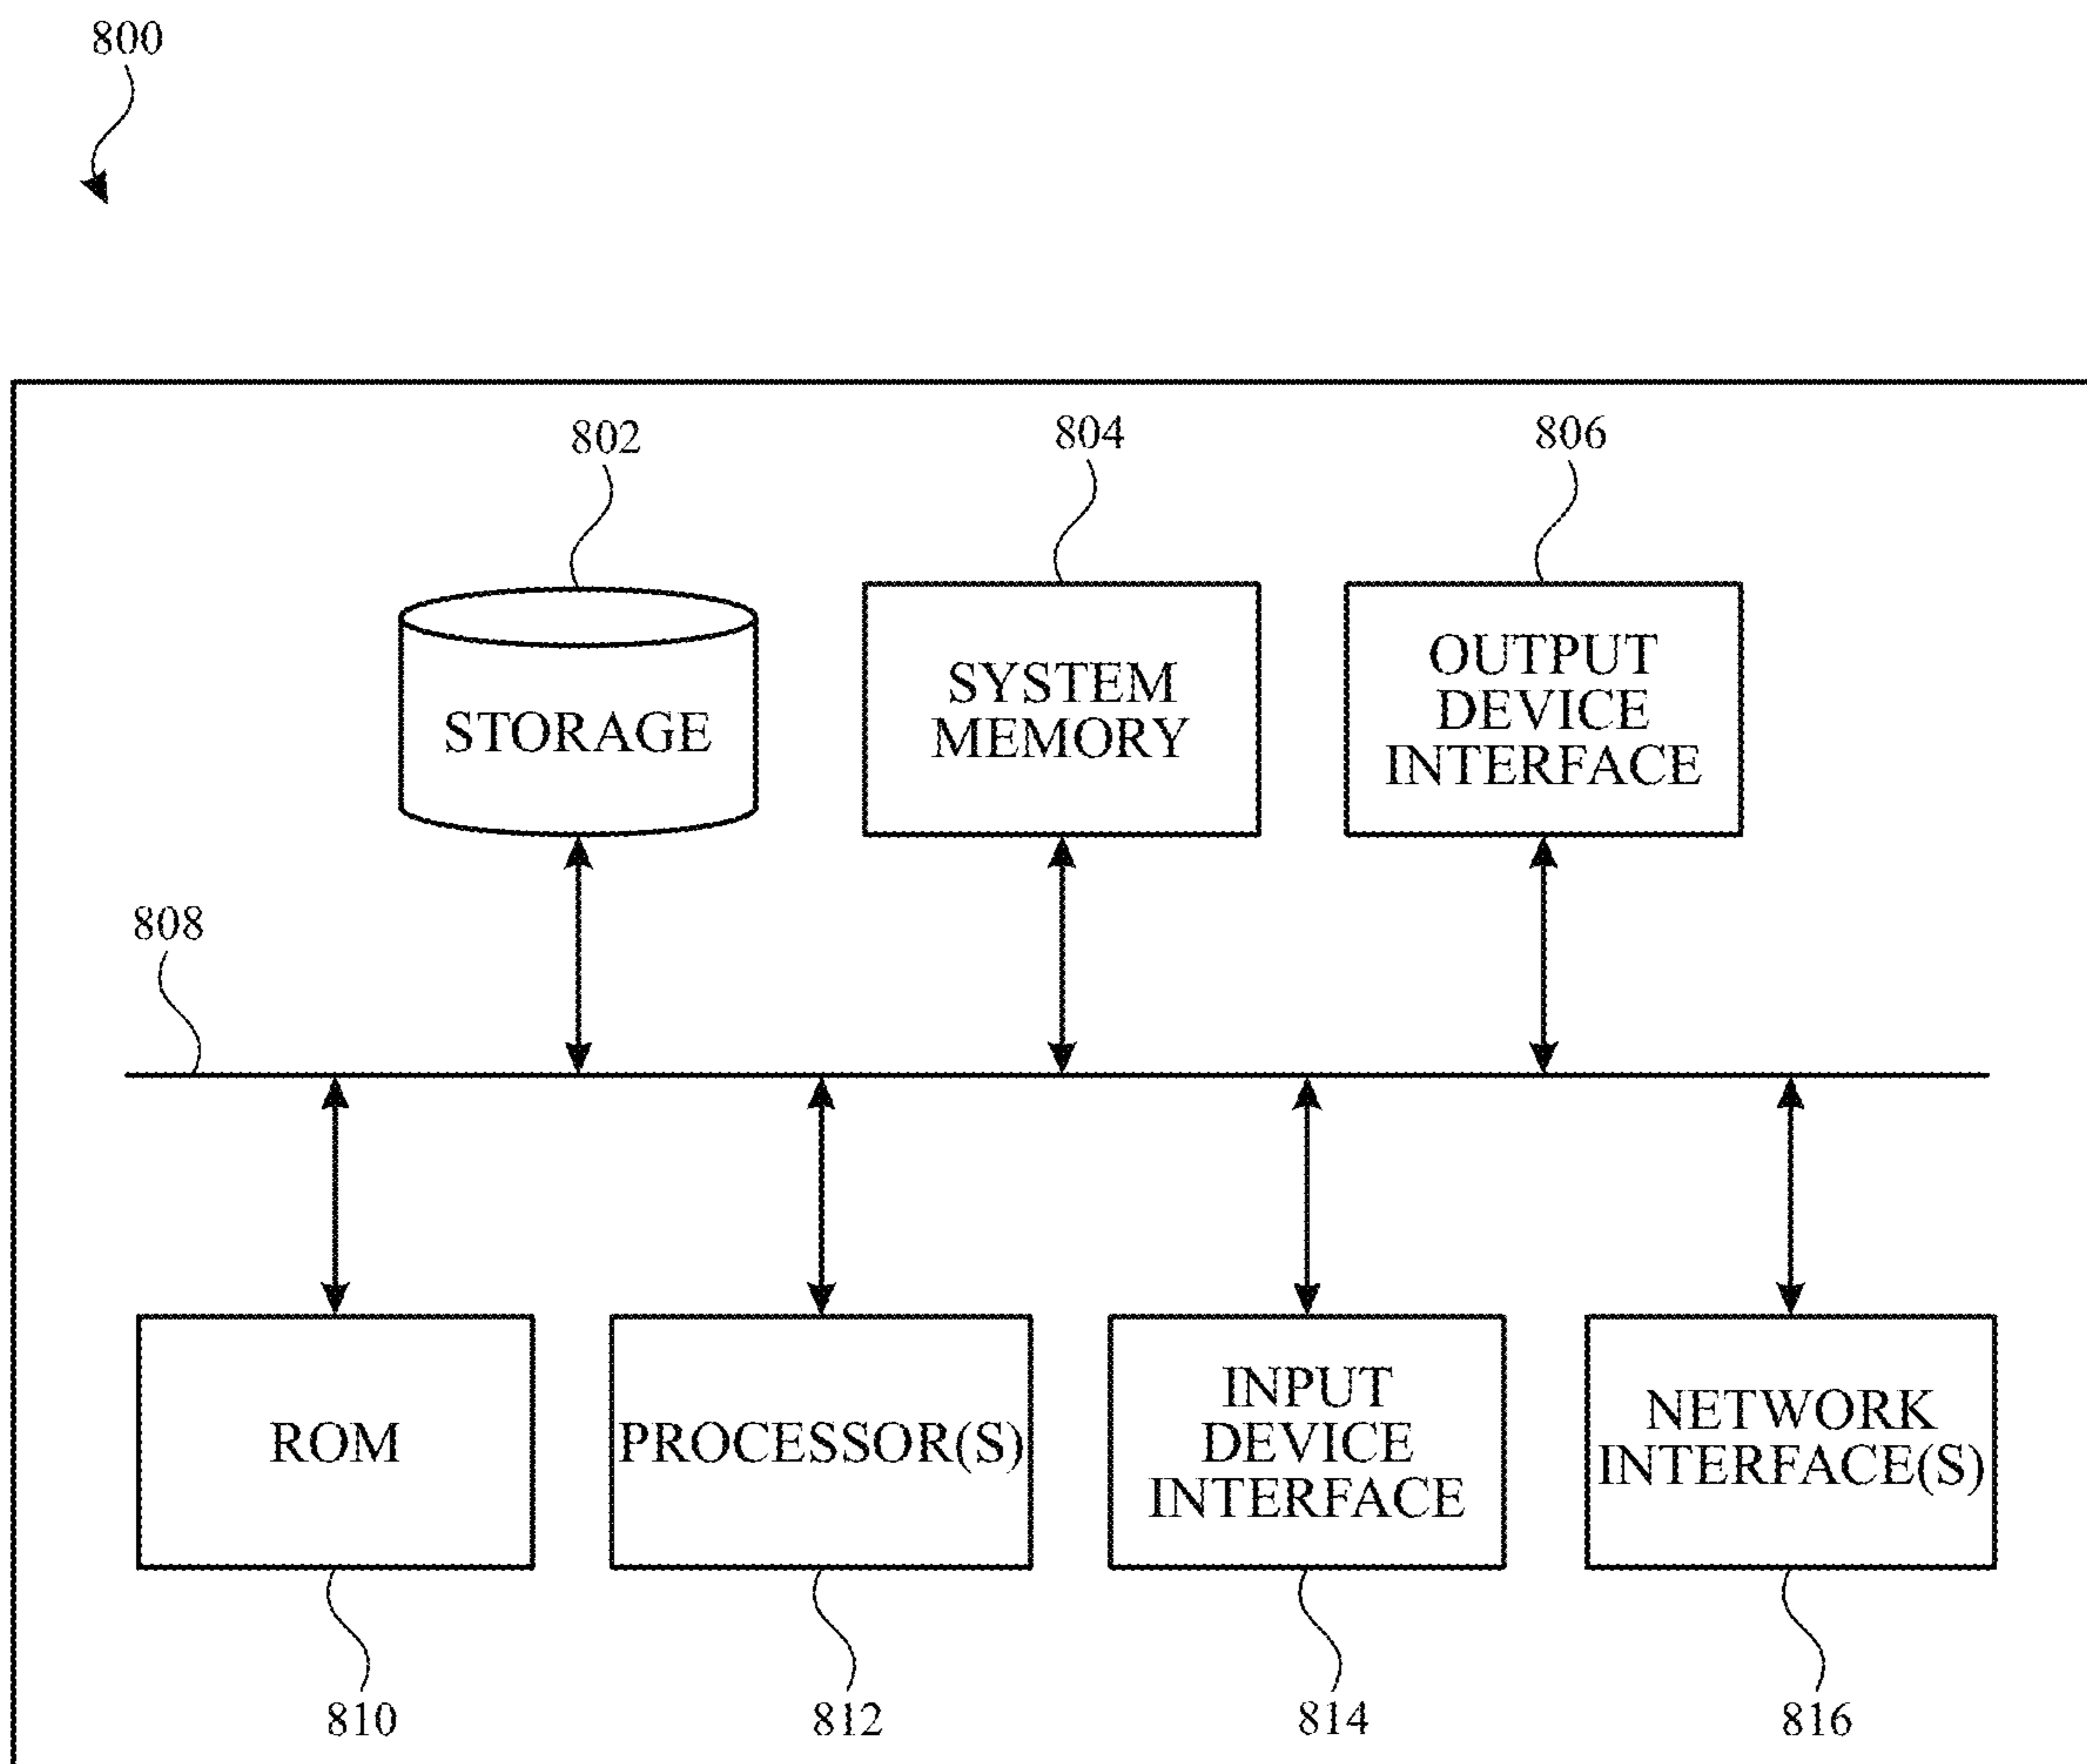 800
802
804
806
STORAGE
SYSTEM
MEMORY
OUTPUT
DEVICE
INTERFACE
808
ROM
PROCESSOR(S)
INPUT
DEVICE
INTERFACE
NETWORK
INTERFACE(S)
810
812
814
816